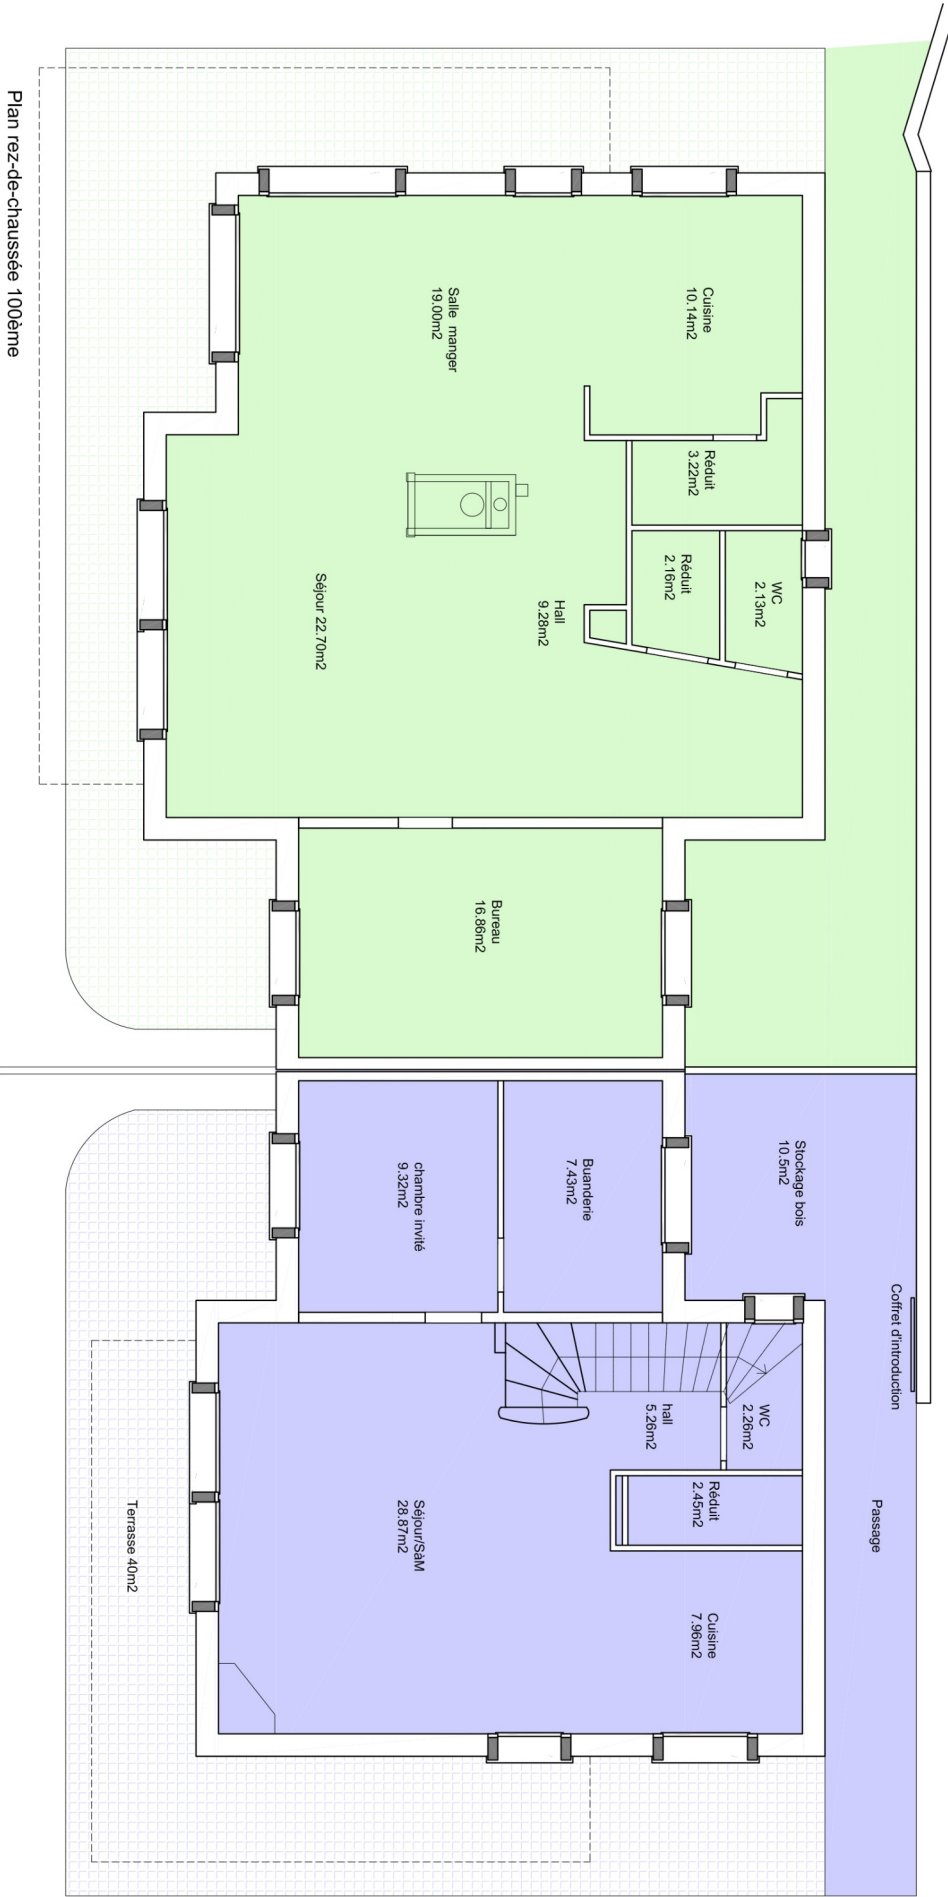 Coffret d'introduction
Passage
Stockage bois
10.5m2
Cuisine
10.14m2
Réduit
3.22m2
WC
2.13m2
Réduit
2.16m2
Hall
9.28m2
Salle manger
19.00m2
Séjour 22.70m2
Bureau
16.86m2
Buanderie
7.43m2
chambre invité
9.32m2
WC
2.26m2
hall
5.26m2
Réduit
2.45m2
Cuisine
7.96m2
Séjour/SàM
28.87m2
Terrasse 40m2
Plan rez-de-chaussée 100ème